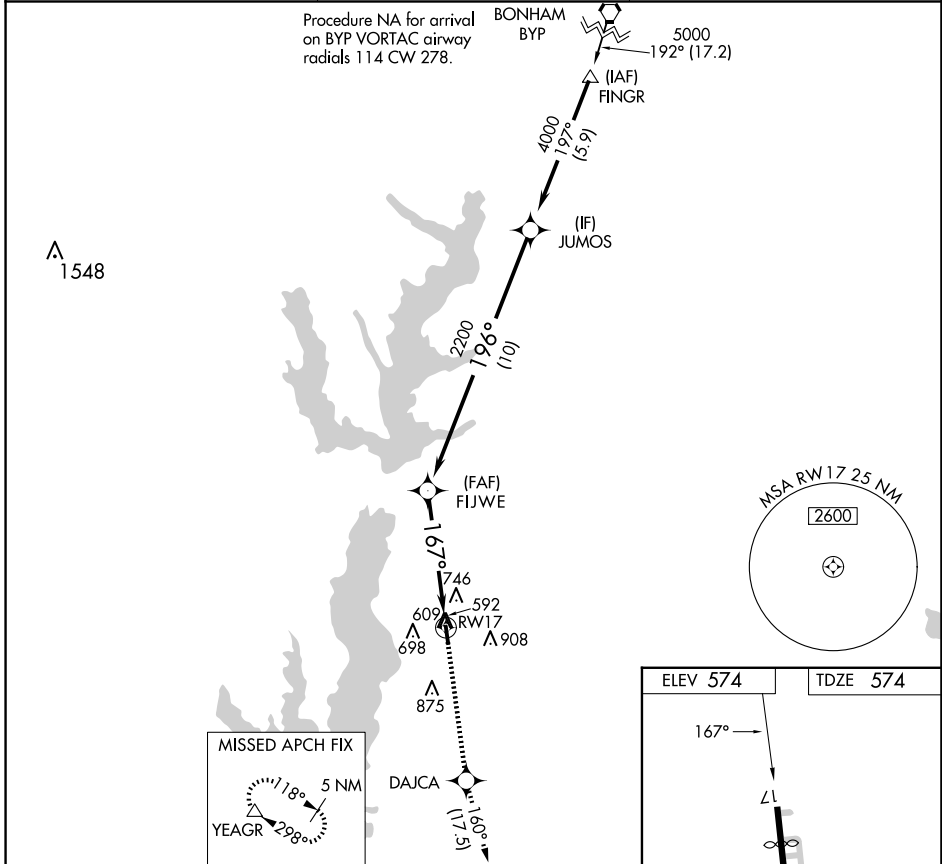 Procedure NA for arrival
on BYP VORTAC airway
radials 114 CW 278.
BONHAM
BYP
5000
192° (17.2)
(IAF)
FINGR
4000
197°
(5.9)
(IF)
JUMOS
1548
2200
196°
(10)
(FAF)
FIJWE
167°
746
592
609
RW17
698
908
875
MSA RW17 25 NM
2600
DAJCA
160°
(17.5)
MISSED APCH FIX
118°
5 NM
YEAGR
298°
ELEV 574
TDZE 574
167°
17